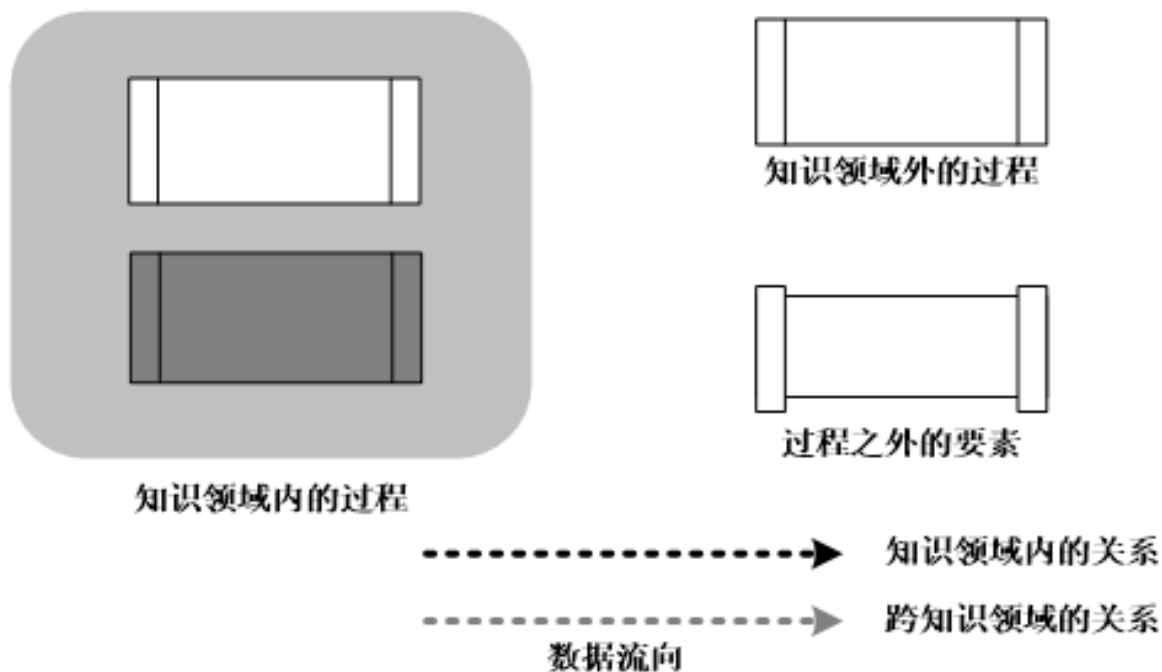 知识领域外的过程
过程之外的要素
知识领域内的过程
知识领域内的关系
跨知识领域的关系
数据流向